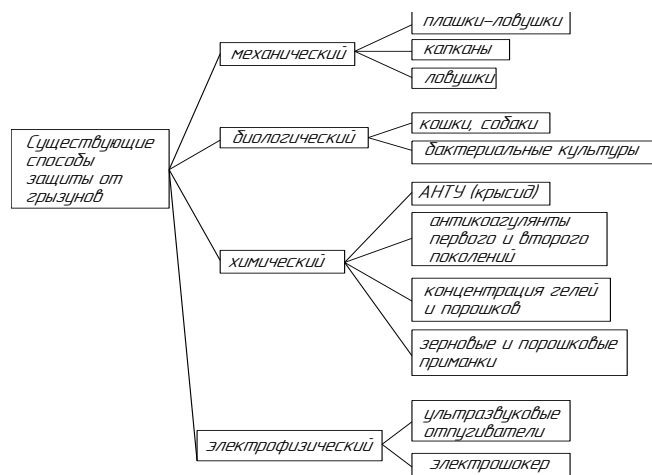 Существующие
способы
защиты от
грызунов
механический
плашки-ловушки
капканы
ловушки
биологический
кошки, собаки
бактериальные культуры
химический
АНТУ (крысид)
антикоагулянты
первого и второго
поколений
концентрация гелей
и порошков
зерновые и порошковые
приманки
электрофизический
ультразвуковые
отпугиватели
электрошокер